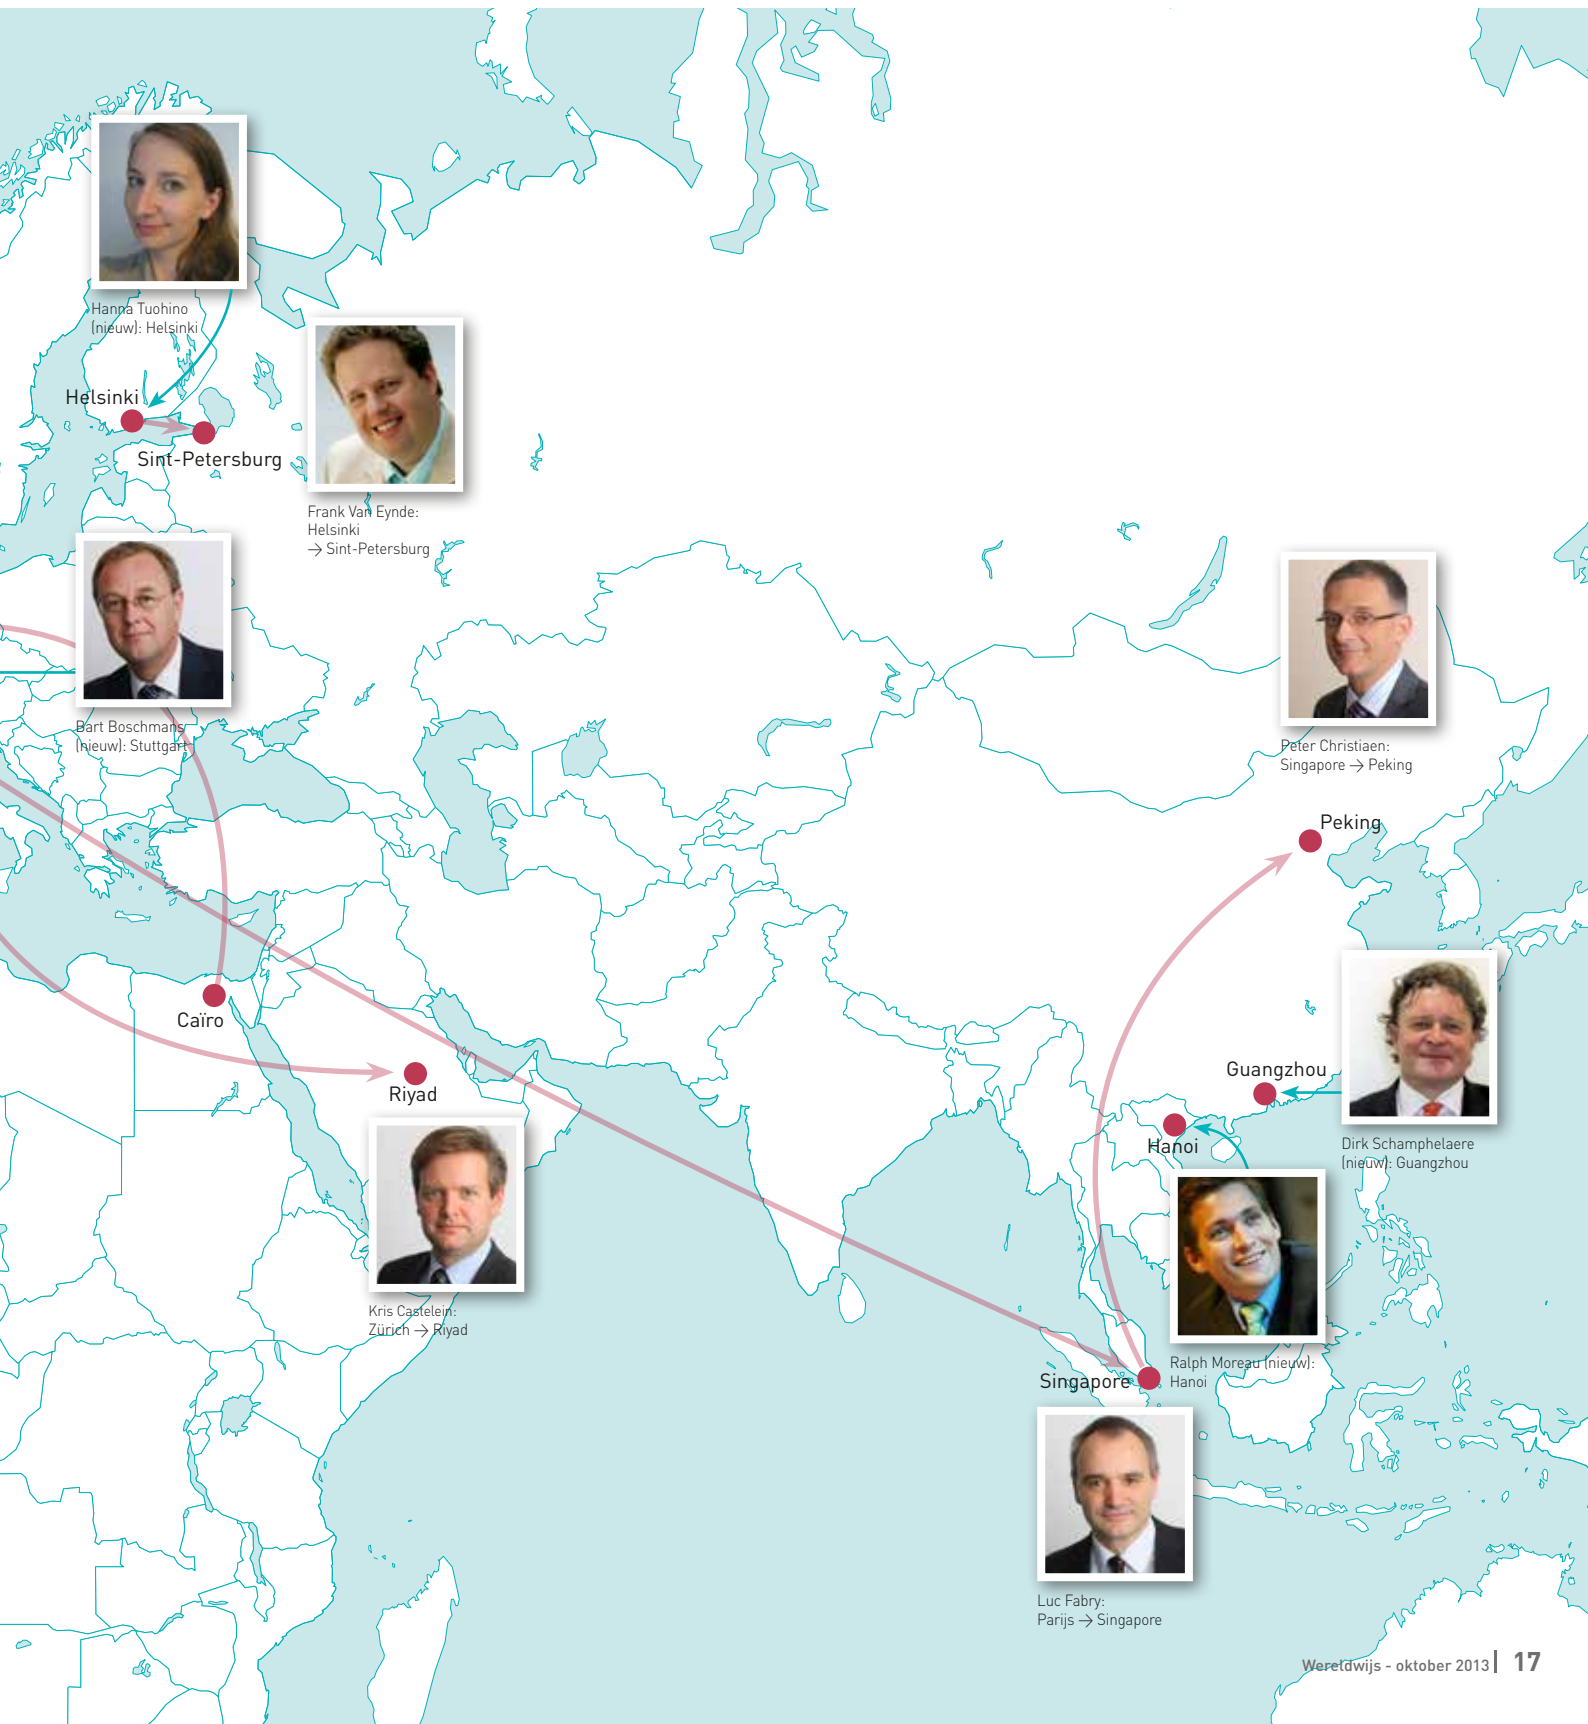 Hanna Tuohino
(nieuw): Helsinki
Helsinki
Sint-Petersburg
Frank Van Eynde:
Helsinki
→ Sint-Petersburg
Bart Boschmans
(nieuw): Stuttgart
Peter Christiaen:
Singapore → Peking
Peking
Caïro
Riyad
Guangzhou
Hanoi
Dirk Schamphelaere
(nieuw): Guangzhou
Kris Castelein:
Zürich → Riyad
Ralph Moreau (nieuw):
Hanoi
Singapore
Luc Fabry:
Parijs → Singapore
Wereldwijs - oktober 2013 | 17